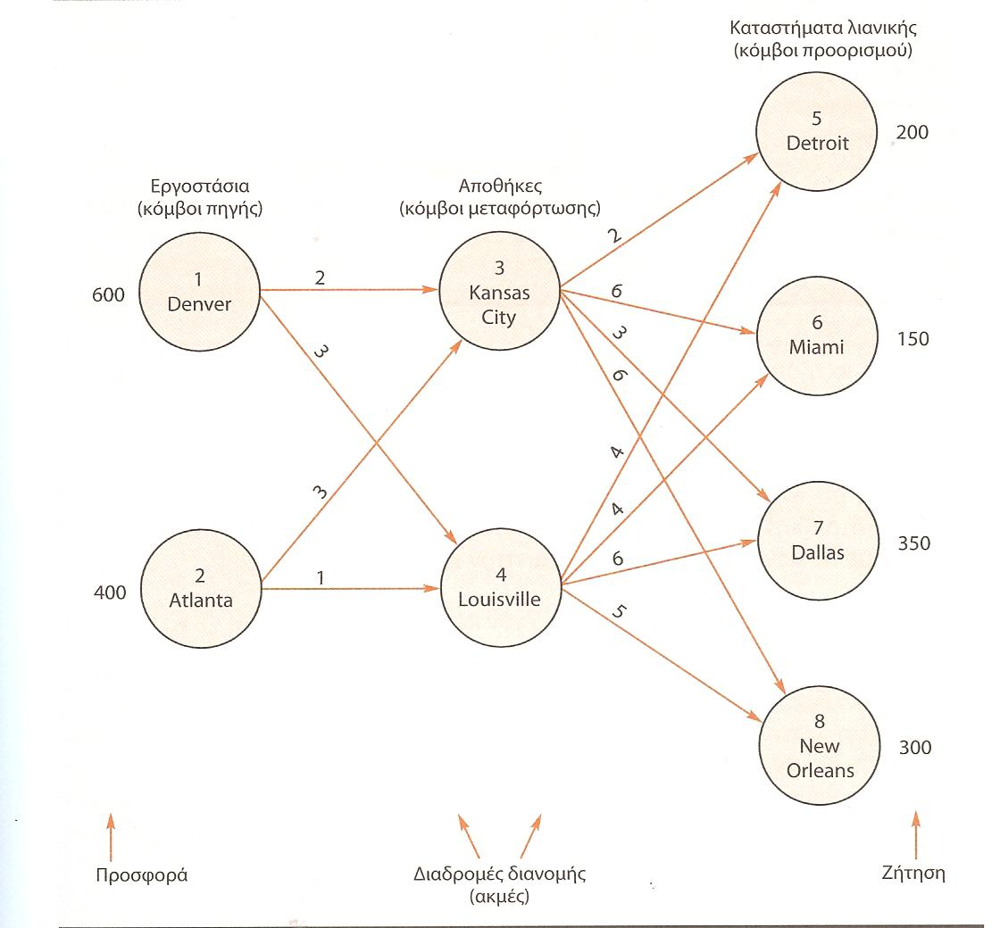 Καταστήματα λιανικής
(κόμβοι προορισμού)
5
Detroit
200
Εργοστάσια
(κόμβοι πηγής)
Αποθήκες
(κόμβοι μεταφόρτωσης)
600
1
Denver
2
3
3
Kansas
City
2
6
3
6
6
Miami
150
3
4
4
6
5
7
Dallas
350
400
2
Atlanta
1
4
Louisville
8
New
Orleans
300
Προσφορά
Διαδρομές διανομής
(ακμές)
Ζήτηση